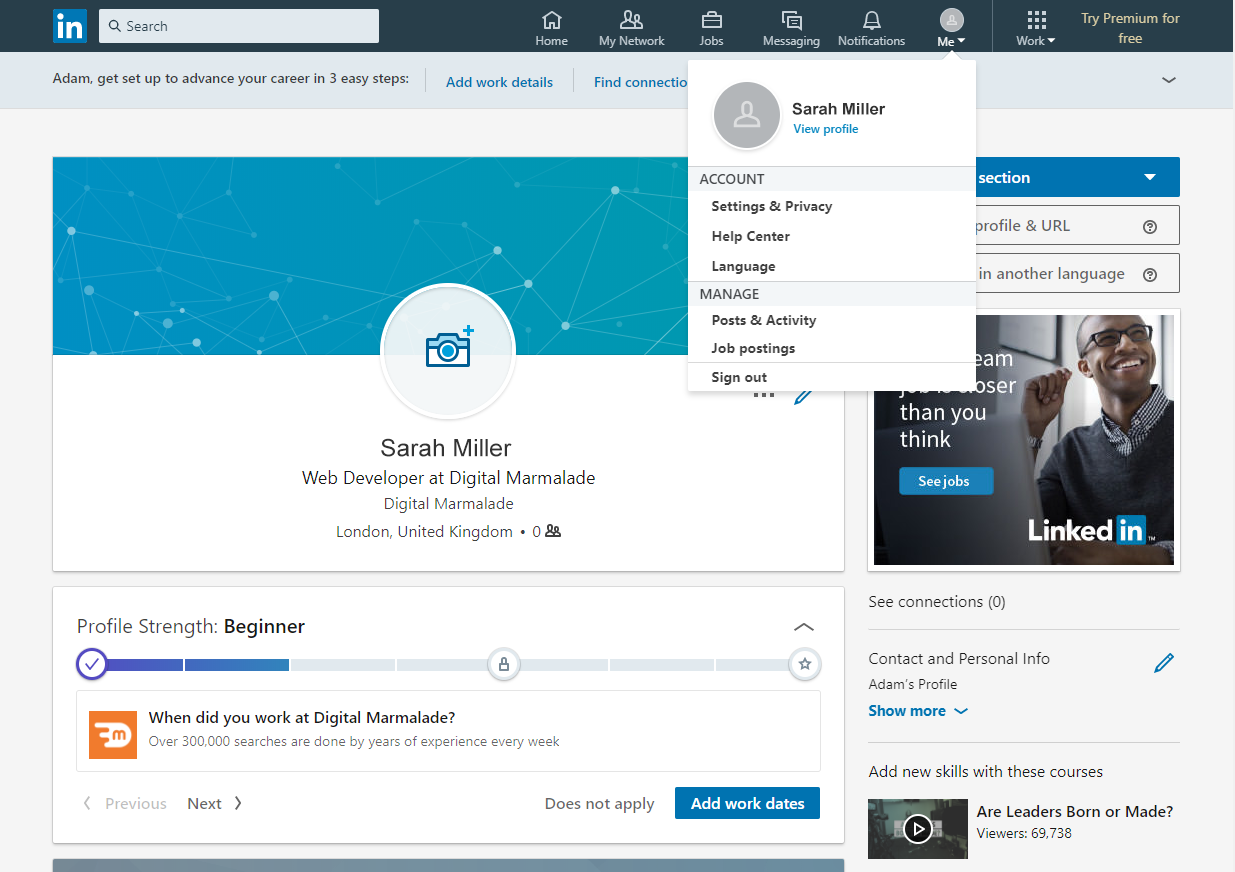 in
Search
Home
My Network
Jobs
Messaging
Notifications
Me
Work
Try Premium for
free
Adam, get set up to advance your career in 3 easy steps:
Add work details
Find connectio
Sarah Miller
View profile
ACCOUNT
Settings & Privacy
Help Center
Language
MANAGE
Posts & Activity
Job postings
Sign out
section
profile & URL
in another language
eam
job is closer
than you
think
See jobs
Linked in
Sarah Miller
Web Developer at Digital Marmalade
Digital Marmalade
London, United Kingdom • 0
Profile Strength: Beginner
m
When did you work at Digital Marmalade?
Over 300,000 searches are done by years of experience every week
Previous
Next
Does not apply
Add work dates
See connections (0)
Contact and Personal Info
Adam's Profile
Show more
Add new skills with these courses
Are Leaders Born or Made?
Viewers: 69,738